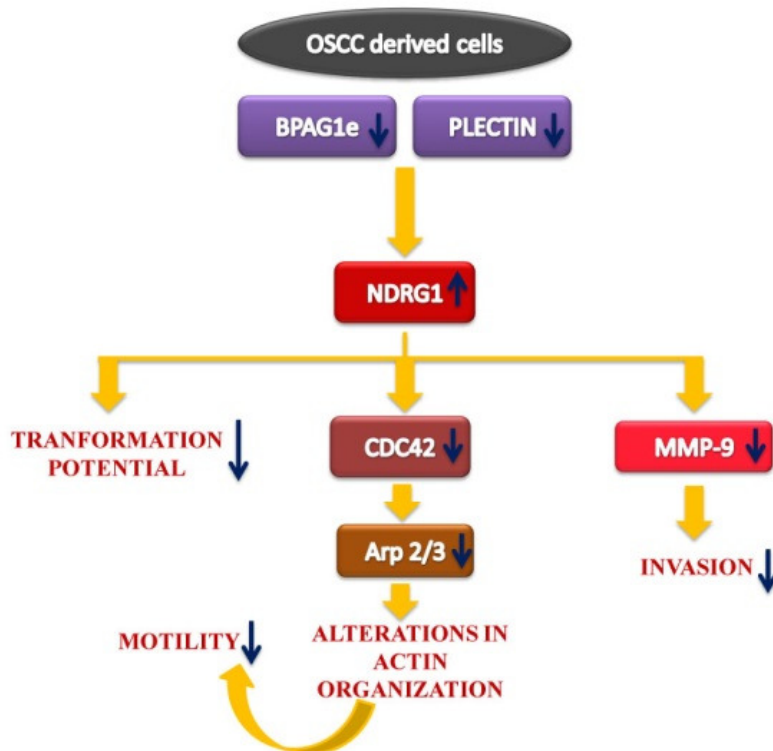 OSCC derived cells
BPAG1e
PLECTIN
NDRG1
TRANFORMATION
POTENTIAL
CDC42
MMP-9
Arp 2/3
INVASION
MOTILITY
ALTERATIONS IN
ACTIN
ORGANIZATION